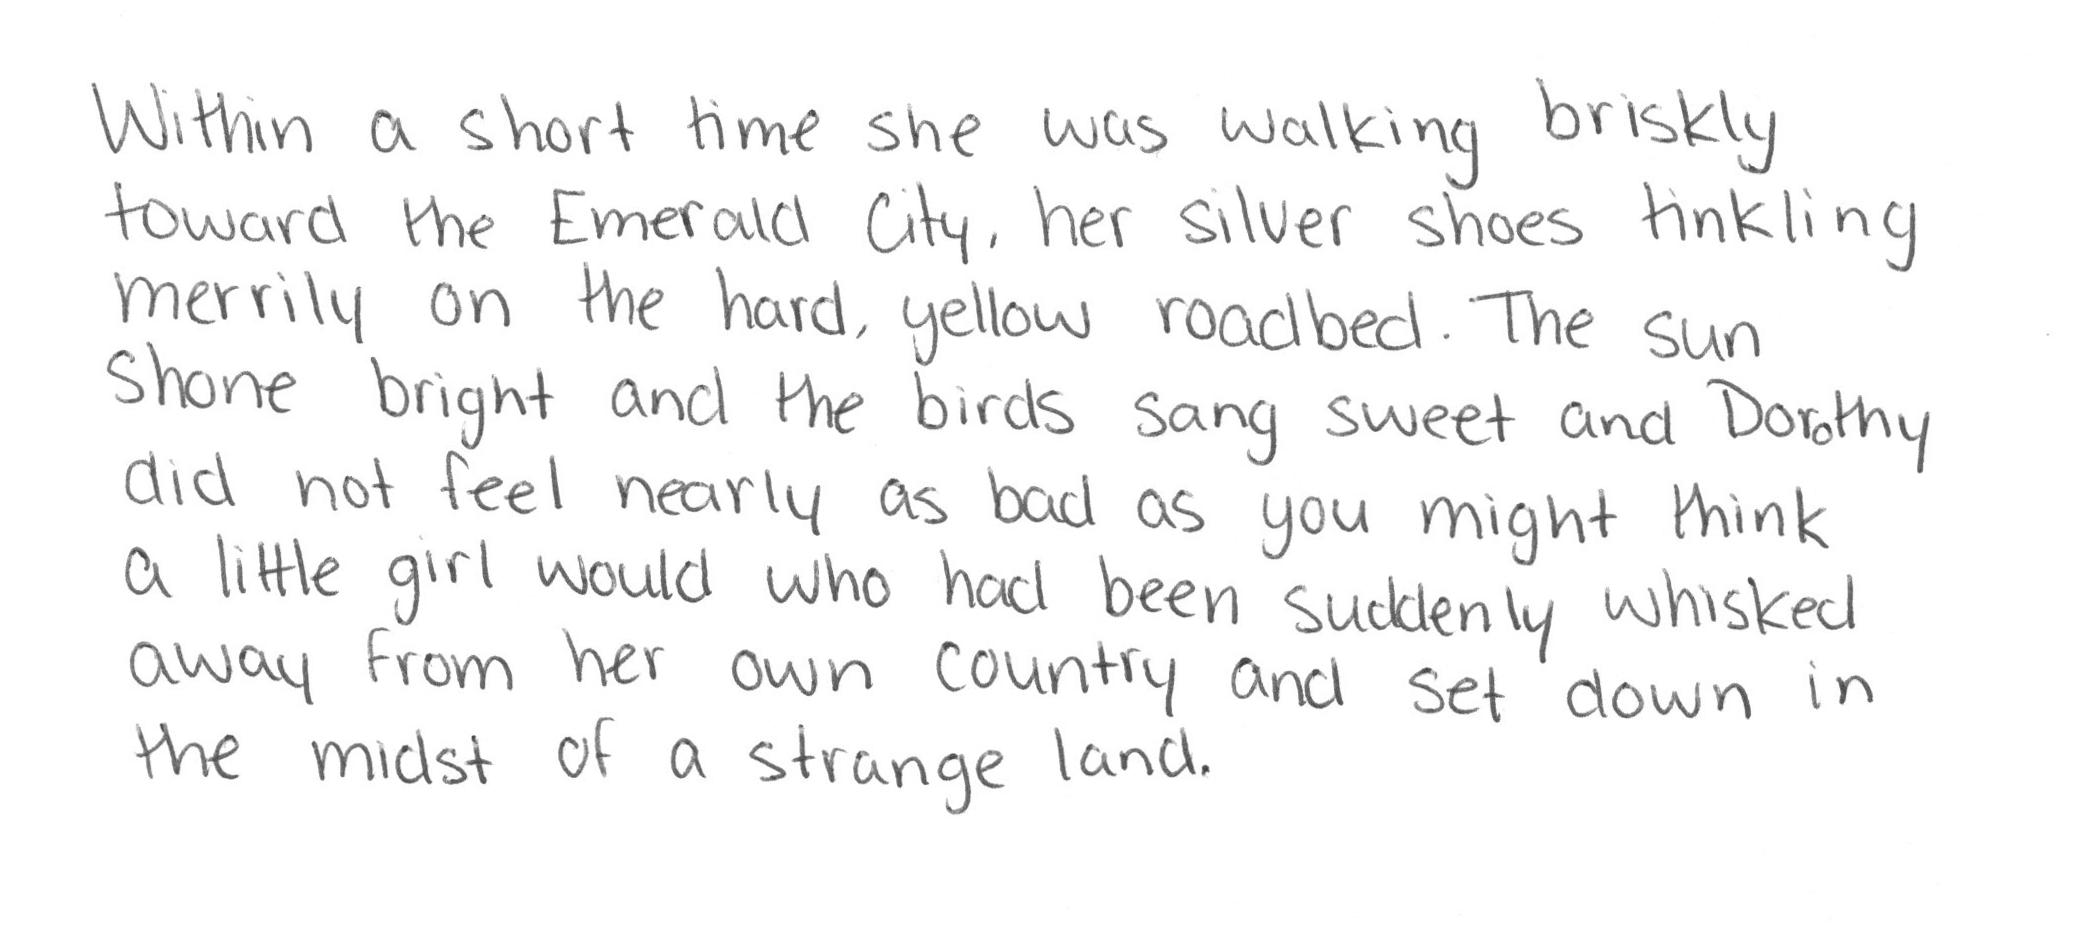 Within a short time she was walking briskly
toward the Emerald City, her silver shoes tinkling
merrily on the hard, yellow roadbed. The sun
shone bright and the birds sang sweet and Dorothy
did not feel nearly as bad as you might think
a little girl would who had been suddenly whisked
away from her own country and set down in
the midst of a strange land.